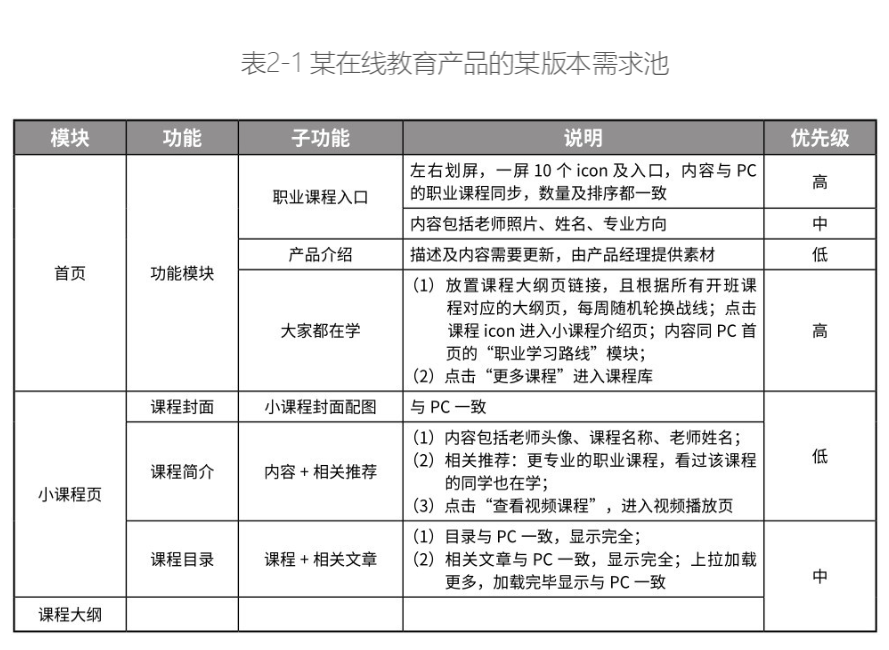 表2-1 某在线教育产品的某版本需求池
模块 功能 子功能 说明 优先级
首页
功能模块
职业课程入口
左右划屏，一屏 10 个 icon 及入口，内容与 PC
的职业课程同步，数量及排序都一致
高
内容包括老师照片、姓名、专业方向
中
产品介绍
描述及内容需要更新，由产品经理提供素材
低
大家都在学
（1）放置课程大纲页链接，且根据所有开班课
程对应的大纲页，每周随机轮换战线；点击
课程 icon 进入小课程介绍页；内容同 PC 首
页的“职业学习路线”模块；
（2）点击“更多课程”进入课程库
高
小课程页
课程封面
小课程封面配图
与 PC 一致
低
课程简介
内容 + 相关推荐
（1）内容包括老师头像、课程名称、老师姓名；
（2）相关推荐：更专业的职业课程，看过该课程
的同学也在学；
（3）点击“查看视频课程”，进入视频播放页
课程目录
课程 + 相关文章
（1）目录与 PC 一致，显示完全；
（2）相关文章与 PC 一致，显示完全；上拉加载
更多，加载完毕显示与 PC 一致
中
课程大纲